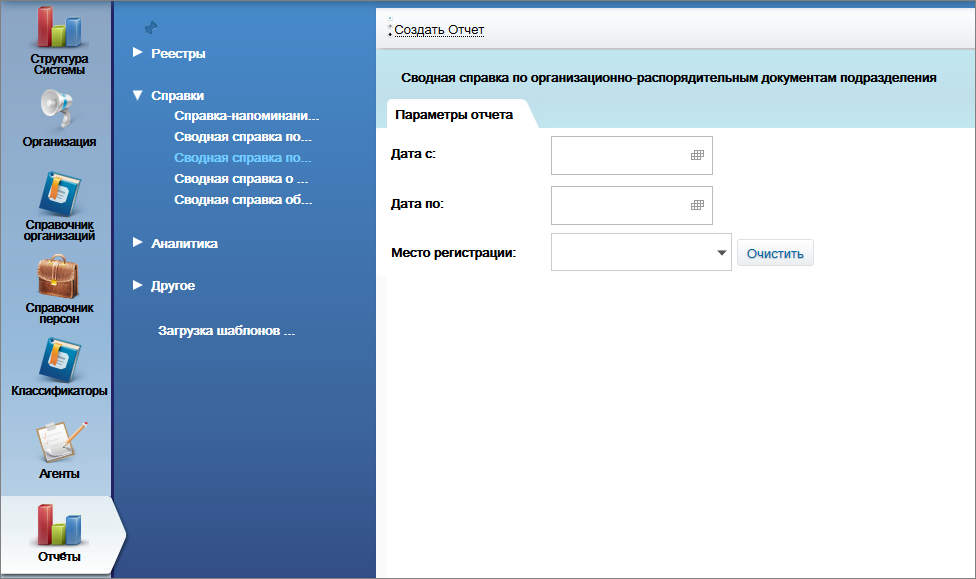 Структура
Системы
Организация
Справочник
организаций
Справочник
персон
Классификаторы
Агенты
Отчеты
Реестры
Справки
Справка-напоминани...
Сводная справка по...
Сводная справка по...
Сводная справка о ...
Сводная справка об...
Аналитика
Другое
Загрузка шаблонов ...
Создать Отчет
Сводная справка по организационно-распорядительным документам подразделения
Параметры отчета
Дата с:
Дата по:
Место регистрации:
Очистить